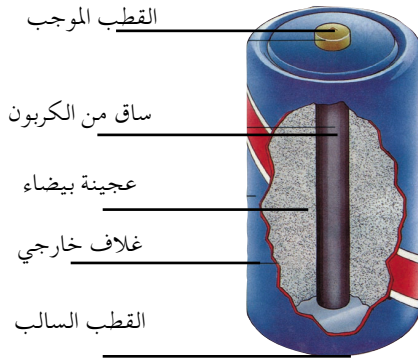 القطب الموجب
ساق من الكربون
عجينة بيضاء
غلاف خارجي
القطب السالب